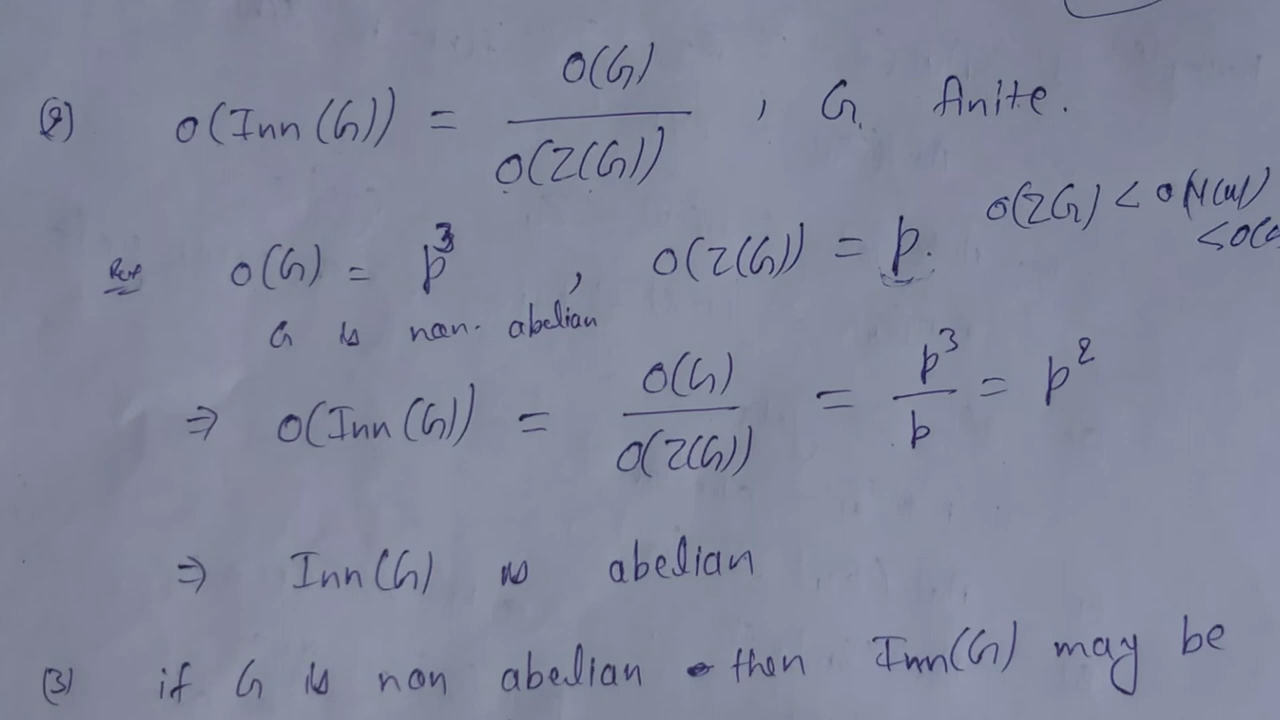 (2) O(Inn(G)) = O(G) / O(Z(G)) , G finite.
O(ZG) < O(N(a))
O(G) = p³ , O(Z(G)) = p.
G is non-abelian
⇒ O(Inn(G)) = O(G) / O(Z(G)) = p³ / p = p²
⇒ Inn(G) is abelian
(3) if G is non abelian then Inn(G) may be